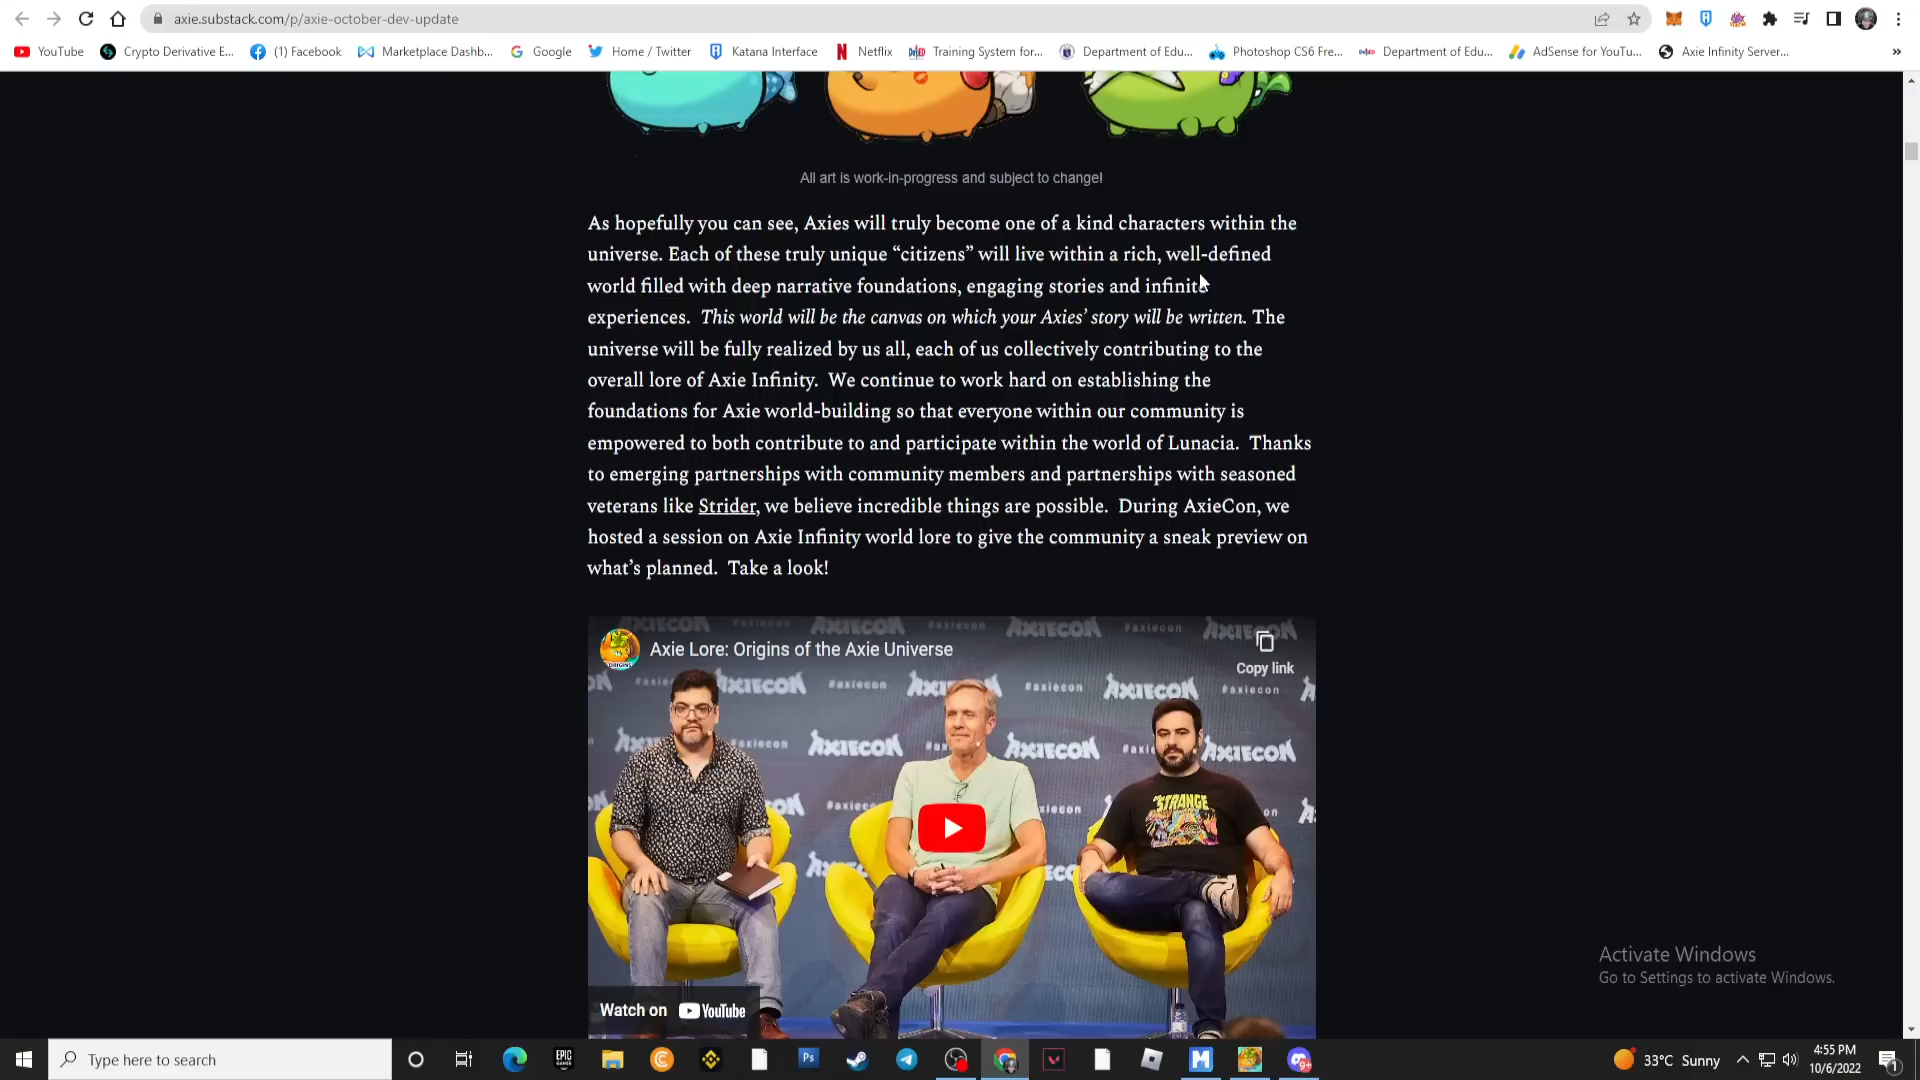 axie.substack.com/p/axie-october-dev-update
YouTube
Crypto Derivative E...
(1) Facebook
Marketplace Dashb...
Google
Home / Twitter
Katana Interface
Netflix
Training System for...
Department of Edu...
Photoshop CS6 Fre...
Department of Edu...
AdSense for YouTu...
Axie Infinity Server...
All art is work-in-progress and subject to change!
As hopefully you can see, Axies will truly become one of a kind characters within the
universe. Each of these truly unique “citizens” will live within a rich, well-defined
world filled with deep narrative foundations, engaging stories and infinite
experiences.  This world will be the canvas on which your Axies’ story will be written. The
universe will be fully realized by us all, each of us collectively contributing to the
overall lore of Axie Infinity.  We continue to work hard on establishing the
foundations for Axie world-building so that everyone within our community is
empowered to both contribute to and participate within the world of Lunacia.  Thanks
to emerging partnerships with community members and partnerships with seasoned
veterans like Strider, we believe incredible things are possible.  During AxieCon, we
hosted a session on Axie Infinity world lore to give the community a sneak preview on
what’s planned.  Take a look!
Axie Lore: Origins of the Axie Universe
Copy link
AXIECON
#axiecon
STRANGE
Watch on YouTube
Activate Windows
Go to Settings to activate Windows.
Type here to search
33°C Sunny
4:55 PM
10/6/2022